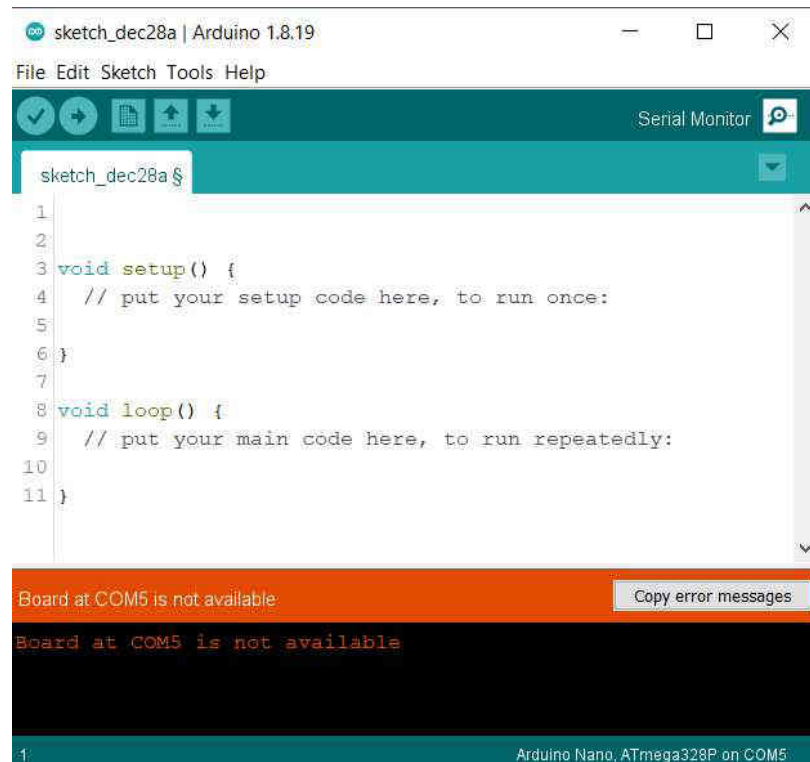 sketch_dec28a | Arduino 1.8.19
File Edit Sketch Tools Help
Serial Monitor
sketch_dec28a §
1
2
3 void setup() {
4 // put your setup code here, to run once:
5
6 }
7
8 void loop() {
9 // put your main code here, to run repeatedly:
10
11 }
Board at COM5 is not available
Copy error messages
Board at COM5 is not available
1
Arduino Nano, ATmega328P on COM5